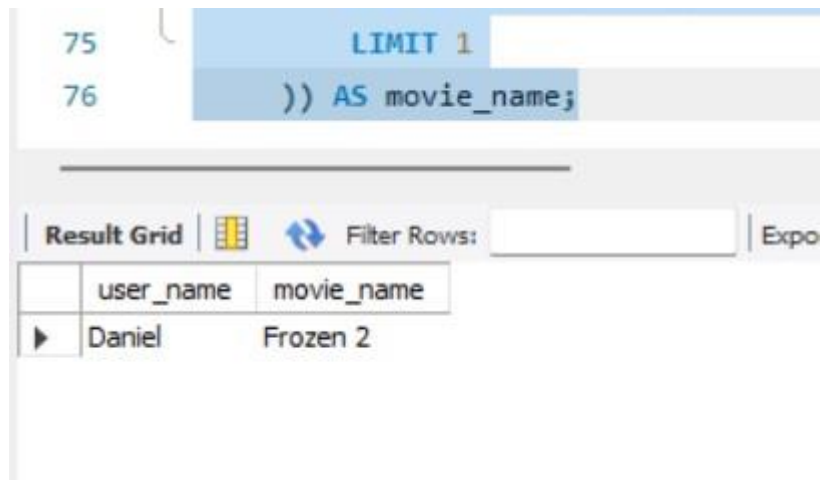 75 LIMIT 1
76 )) AS movie_name;
Result Grid Filter Rows: Expo
user_name movie_name
Daniel Frozen 2